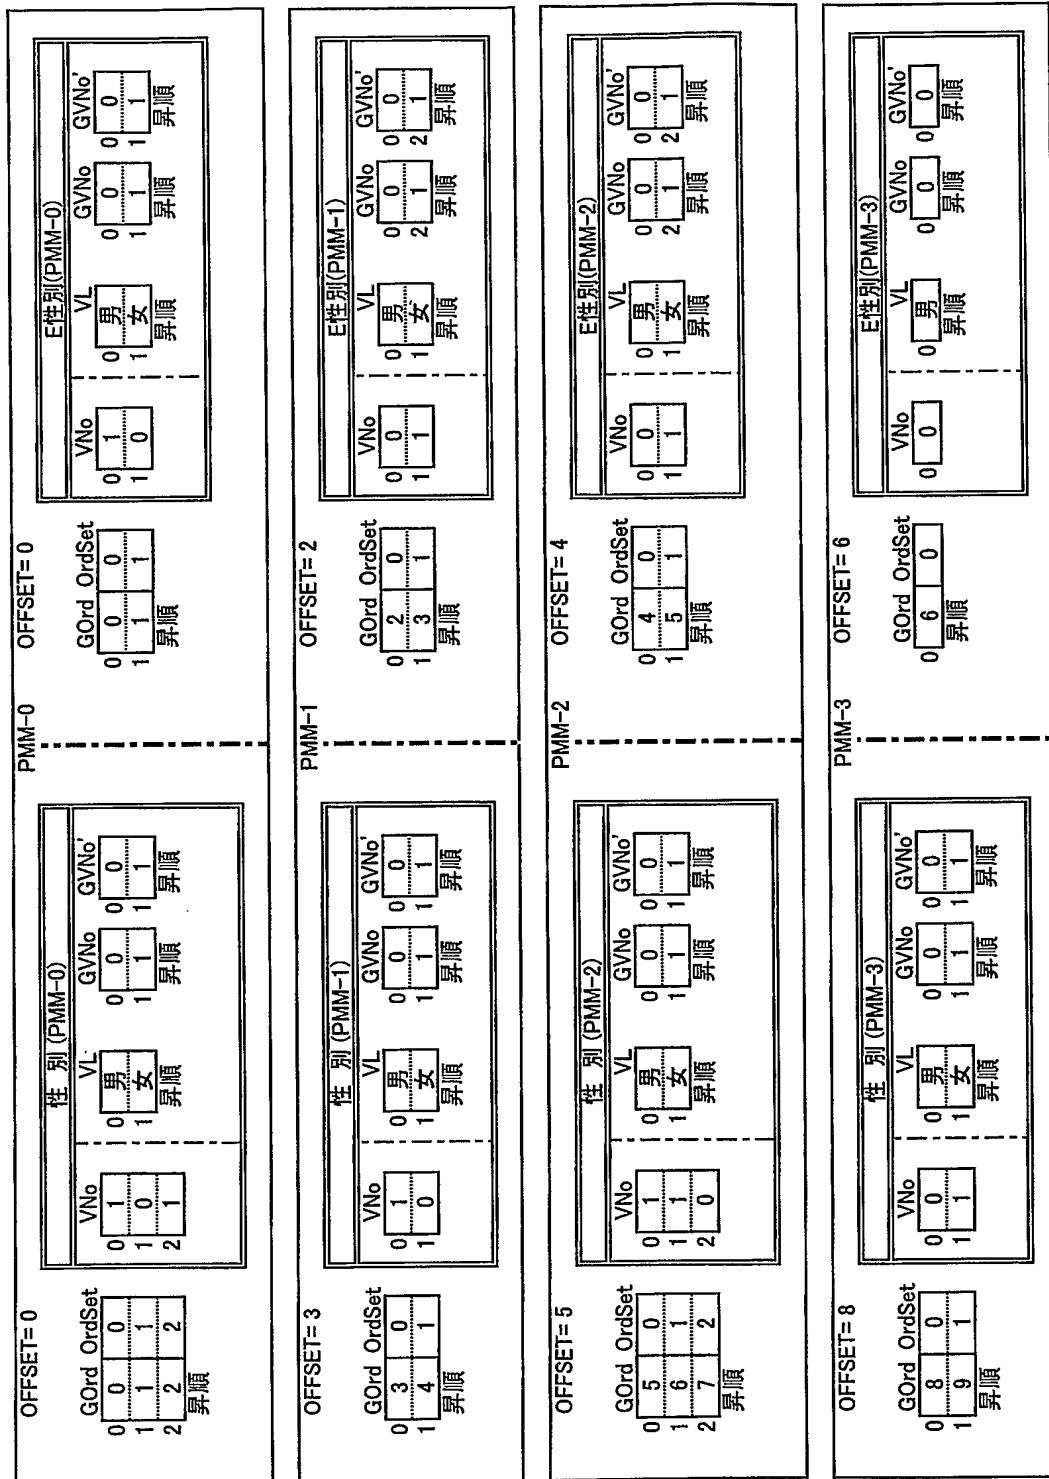 OFFSET= 0
性 別 (PMM-0)
GOrd OrdSet VNo VL GVNo GVNo'
0 0 0 0 1 0 男 0 0 0 0
1 1 1 1 0 1 女 1 1 1 1
2 2 2 2 1 昇順 昇順 昇順
昇順
PMM-0
OFFSET= 0
E性別(PMM-0)
GOrd OrdSet VNo VL GVNo GVNo'
0 0 0 0 1 0 男 0 0 0 0
1 1 1 1 0 1 女 1 1 1 1
昇順 昇順 昇順 昇順
OFFSET= 3
性 別 (PMM-1)
GOrd OrdSet VNo VL GVNo GVNo'
0 3 0 0 1 0 男 0 0 0 0
1 4 1 1 0 1 女 1 1 1 1
昇順 昇順 昇順 昇順
PMM-1
OFFSET= 2
E性別(PMM-1)
GOrd OrdSet VNo VL GVNo GVNo'
0 2 0 0 0 0 男 0 0 0 0
1 3 1 1 1 1 女 2 1 2 1
昇順 昇順 昇順 昇順
OFFSET= 5
性 別 (PMM-2)
GOrd OrdSet VNo VL GVNo GVNo'
0 5 0 0 1 0 男 0 0 0 0
1 6 1 1 1 1 女 1 1 1 1
2 7 2 2 0 昇順 昇順 昇順
昇順
PMM-2
OFFSET= 4
E性別(PMM-2)
GOrd OrdSet VNo VL GVNo GVNo'
0 4 0 0 0 0 男 0 0 0 0
1 5 1 1 1 1 女 2 1 2 1
昇順 昇順 昇順 昇順
OFFSET= 8
性 別 (PMM-3)
GOrd OrdSet VNo VL GVNo GVNo'
0 8 0 0 0 0 男 0 0 0 0
1 9 1 1 1 1 女 1 1 1 1
昇順 昇順 昇順 昇順
PMM-3
OFFSET= 6
E性別(PMM-3)
GOrd OrdSet VNo VL GVNo GVNo'
0 6 0 0 0 0 男 0 0 0 0
昇順 昇順 昇順 昇順